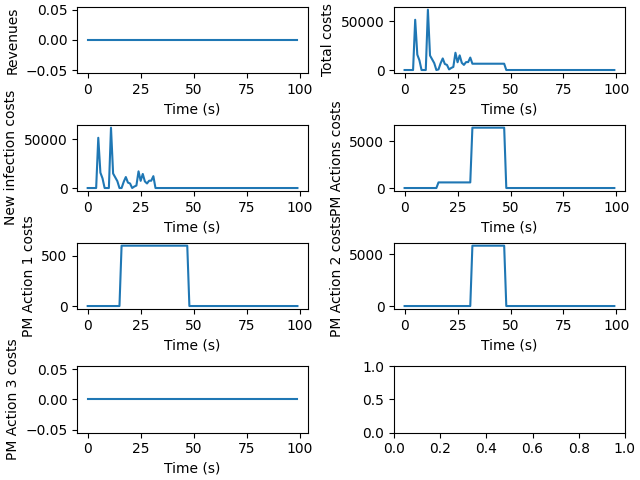 Revenues
0.05
0.00
−0.05
0 25 50 75 100
Time (s)
Total costs
50000
0
0 25 50 75 100
Time (s)
New infection costs
50000
0
0 25 50 75 100
Time (s)
PM Actions costs
5000
0
0 25 50 75 100
Time (s)
PM Action 1 costs
500
0
0 25 50 75 100
Time (s)
PM Action 2 costs
5000
0
0 25 50 75 100
Time (s)
PM Action 3 costs
0.05
0.00
−0.05
0 25 50 75 100
Time (s)
1.0
0.5
0.0
0.0 0.2 0.4 0.6 0.8 1.0